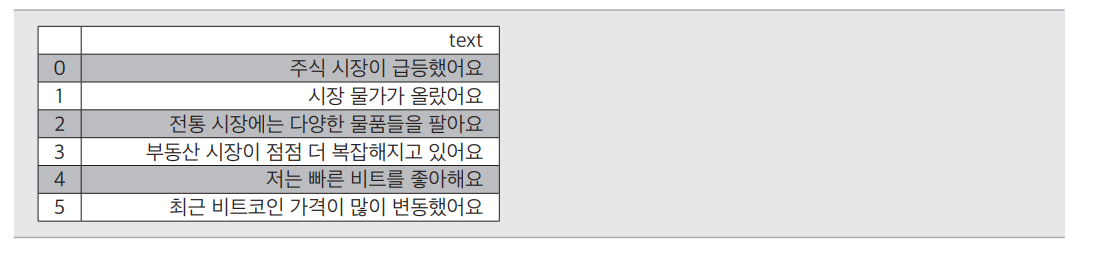 text
0 주식 시장이 급등했어요
1 시장 물가가 올랐어요
2 전통 시장에는 다양한 물품들을 팔아요
3 부동산 시장이 점점 더 복잡해지고 있어요
4 저는 빠른 비트를 좋아해요
5 최근 비트코인 가격이 많이 변동했어요